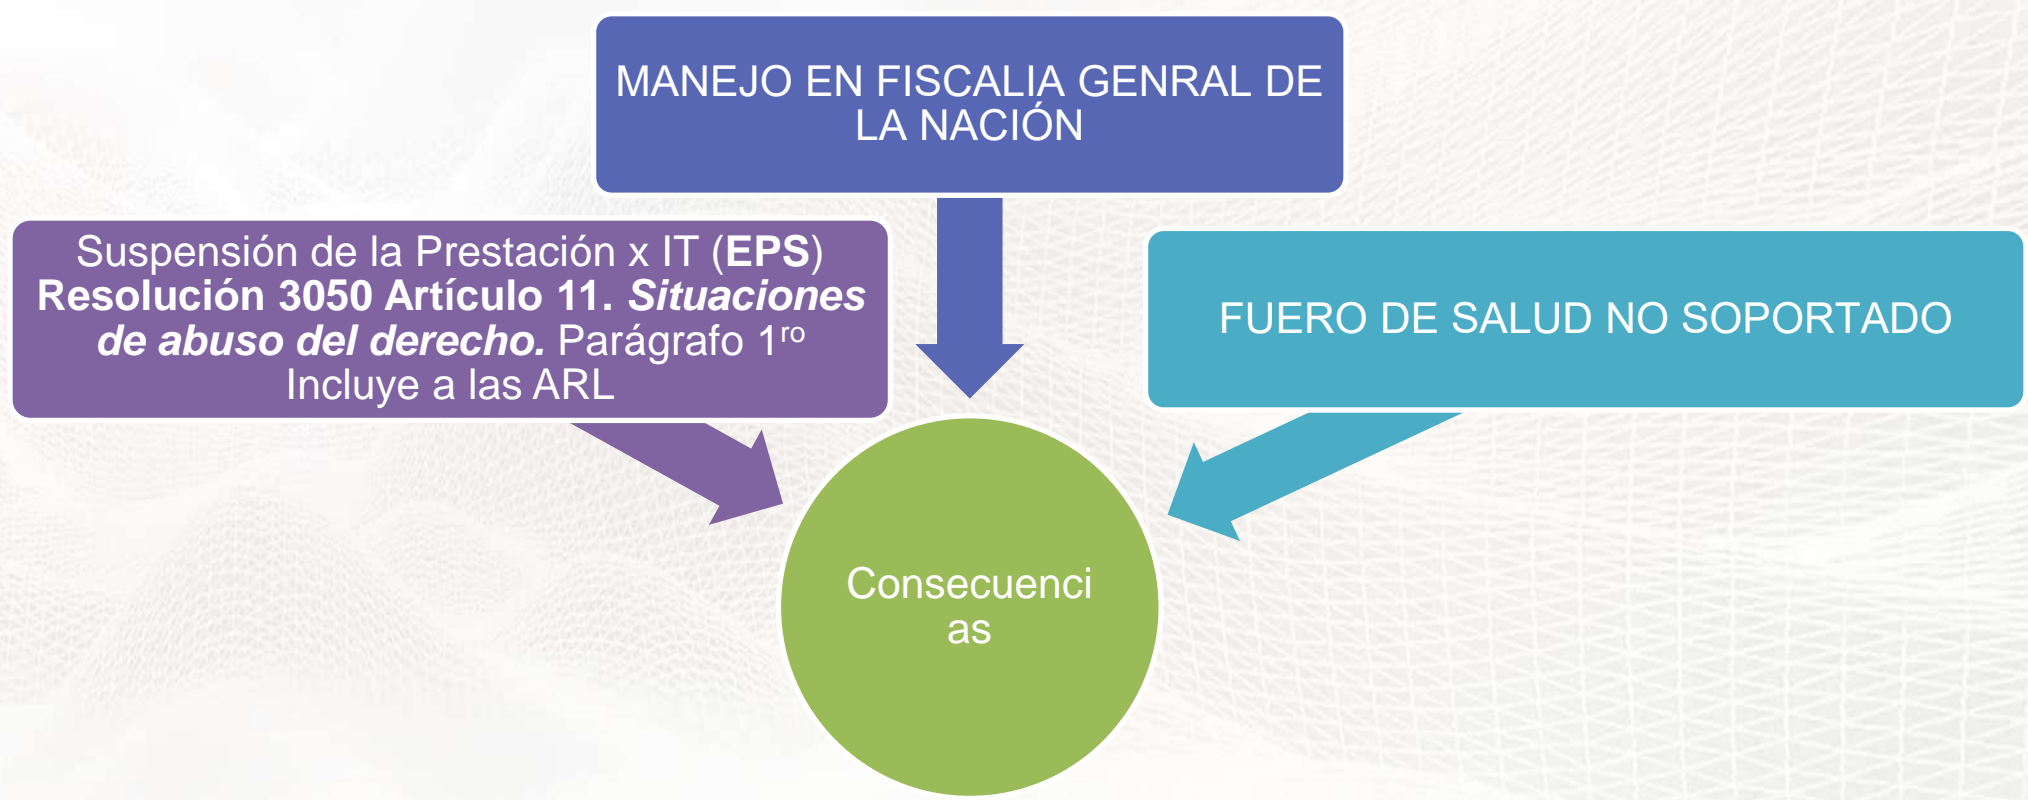 MANEJO EN FISCALIA GENRAL DE
LA NACIÓN
Suspensión de la Prestación x IT (EPS)
Resolución 3050 Artículo 11. Situaciones
de abuso del derecho. Parágrafo 1ro
Incluye a las ARL
FUERO DE SALUD NO SOPORTADO
Consecuenci
as